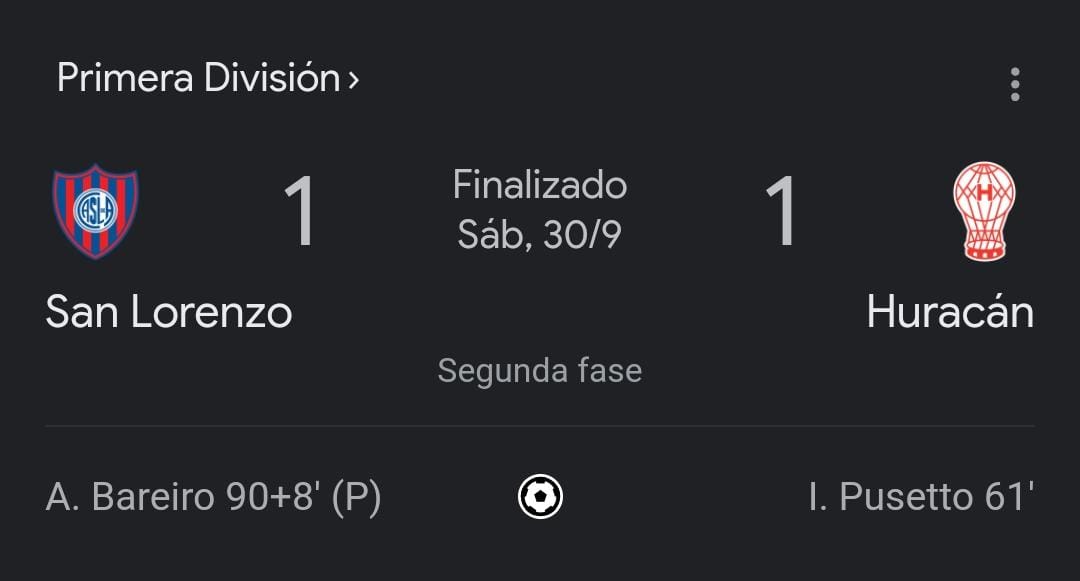 Primera División ›
1 Finalizado 1
Sáb, 30/9
CASLA
H
San Lorenzo Huracán
Segunda fase
A. Bareiro 90+8' (P) I. Pusetto 61'